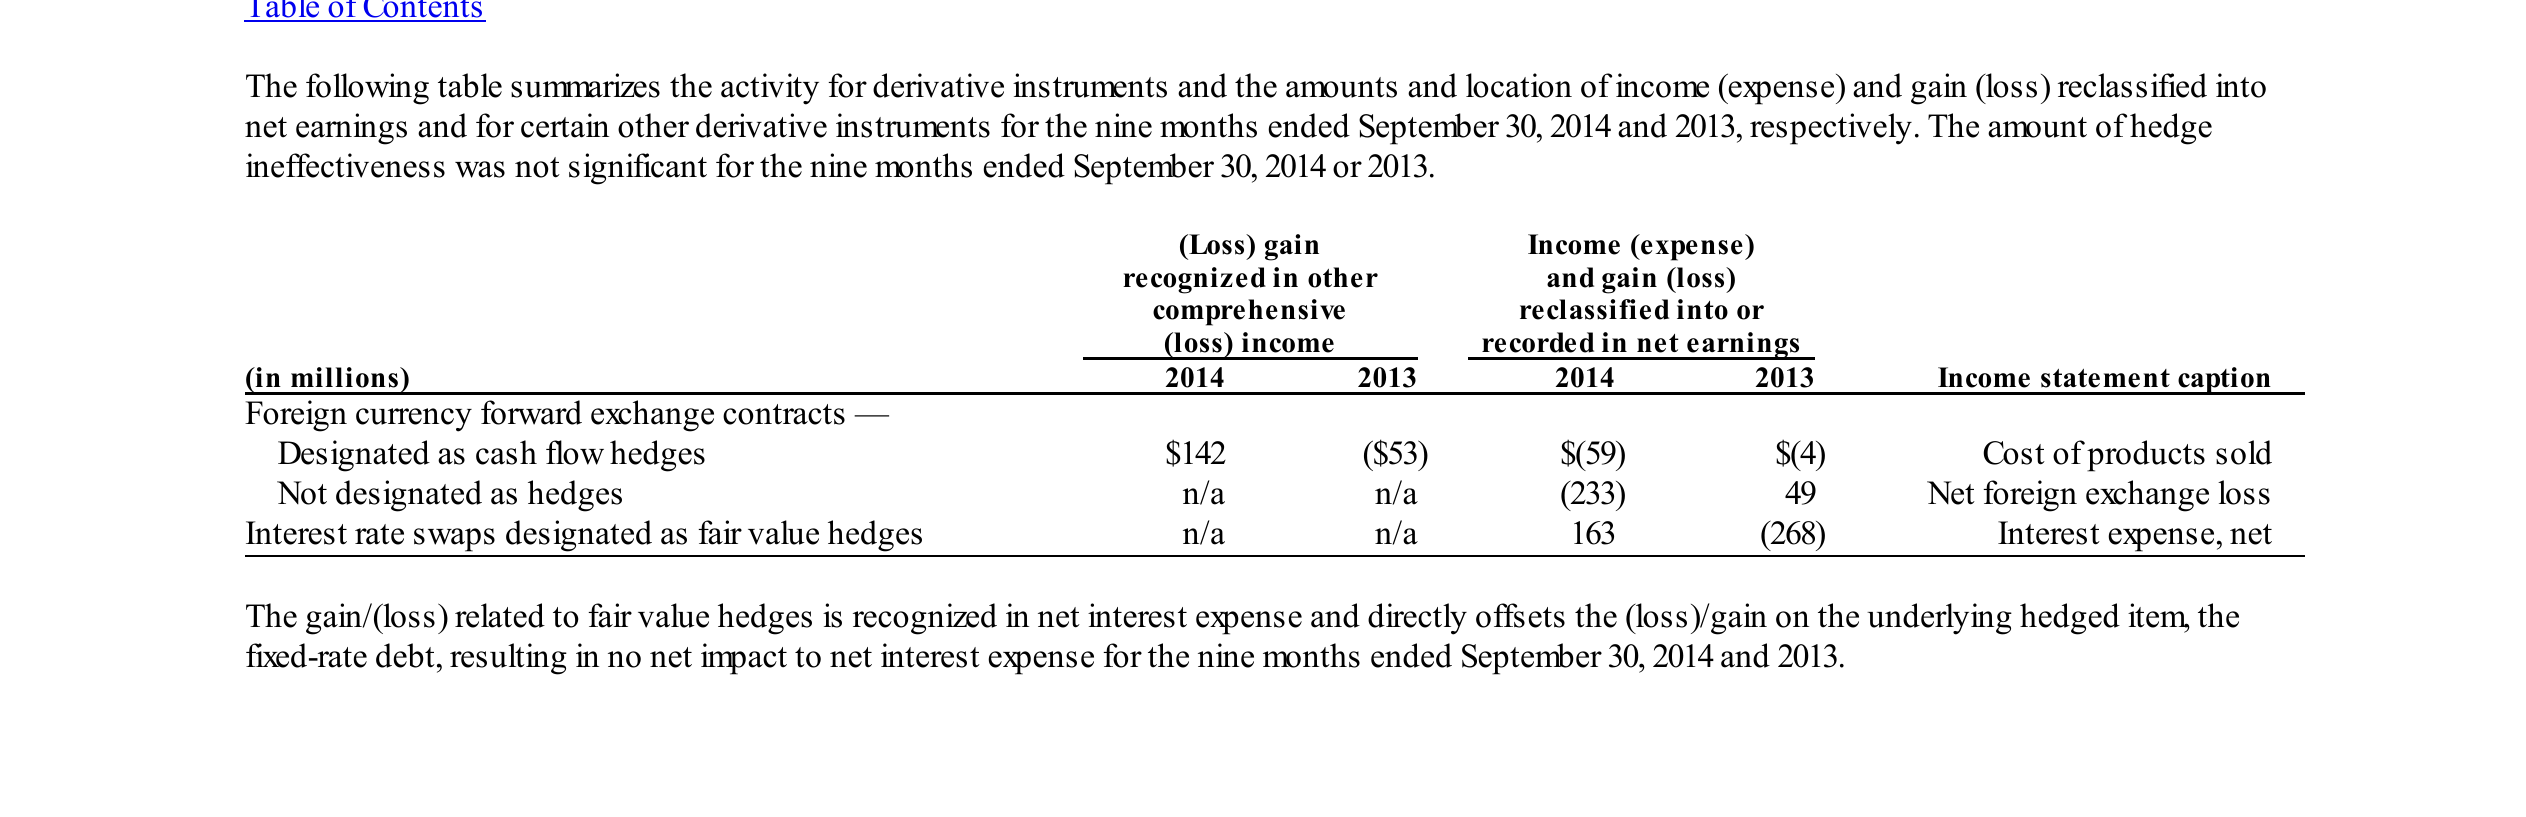 Table of Contents
The following table summarizes the activity for derivative instruments and the amounts and location of income (expense) and gain (loss) reclassified into
net earnings and for certain other derivative instruments for the nine months ended September 30, 2014 and 2013, respectively. The amount of hedge
ineffectiveness was not significant for the nine months ended September 30, 2014 or 2013.
(Loss) gain Income (expense)
recognized in other and gain (loss)
comprehensive reclassified into or
(loss) income recorded in net earnings
(in millions) 2014 2013 2014 2013 Income statement caption
Foreign currency forward exchange contracts —
Designated as cash flow hedges $142 ($53) $(59) $(4) Cost of products sold
Not designated as hedges n/a n/a (233) 49 Net foreign exchange loss
Interest rate swaps designated as fair value hedges n/a n/a 163 (268) Interest expense, net
The gain/(loss) related to fair value hedges is recognized in net interest expense and directly offsets the (loss)/gain on the underlying hedged item, the
fixed-rate debt, resulting in no net impact to net interest expense for the nine months ended September 30, 2014 and 2013.